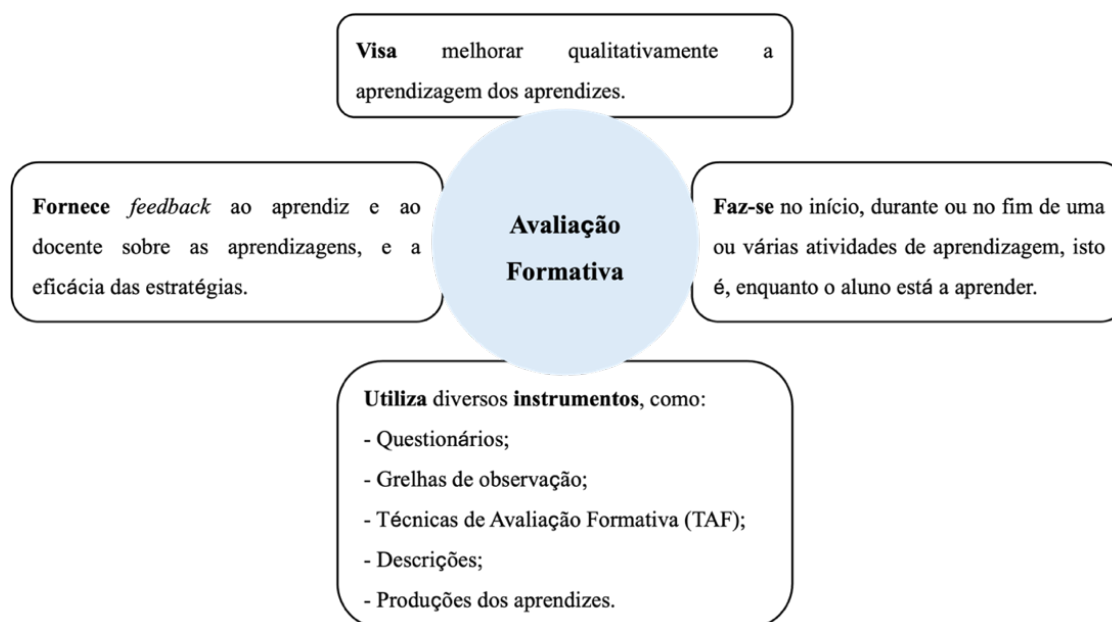 Visa melhorar qualitativamente a
aprendizagem dos aprendizes.
Fornece feedback ao aprendiz e ao
docente sobre as aprendizagens, e a
eficácia das estratégias.
Avaliação
Formativa
Faz-se no início, durante ou no fim de uma
ou várias atividades de aprendizagem, isto
é, enquanto o aluno está a aprender.
Utiliza diversos instrumentos, como:
- Questionários;
- Grelhas de observação;
- Técnicas de Avaliação Formativa (TAF);
- Descrições;
- Produções dos aprendizes.